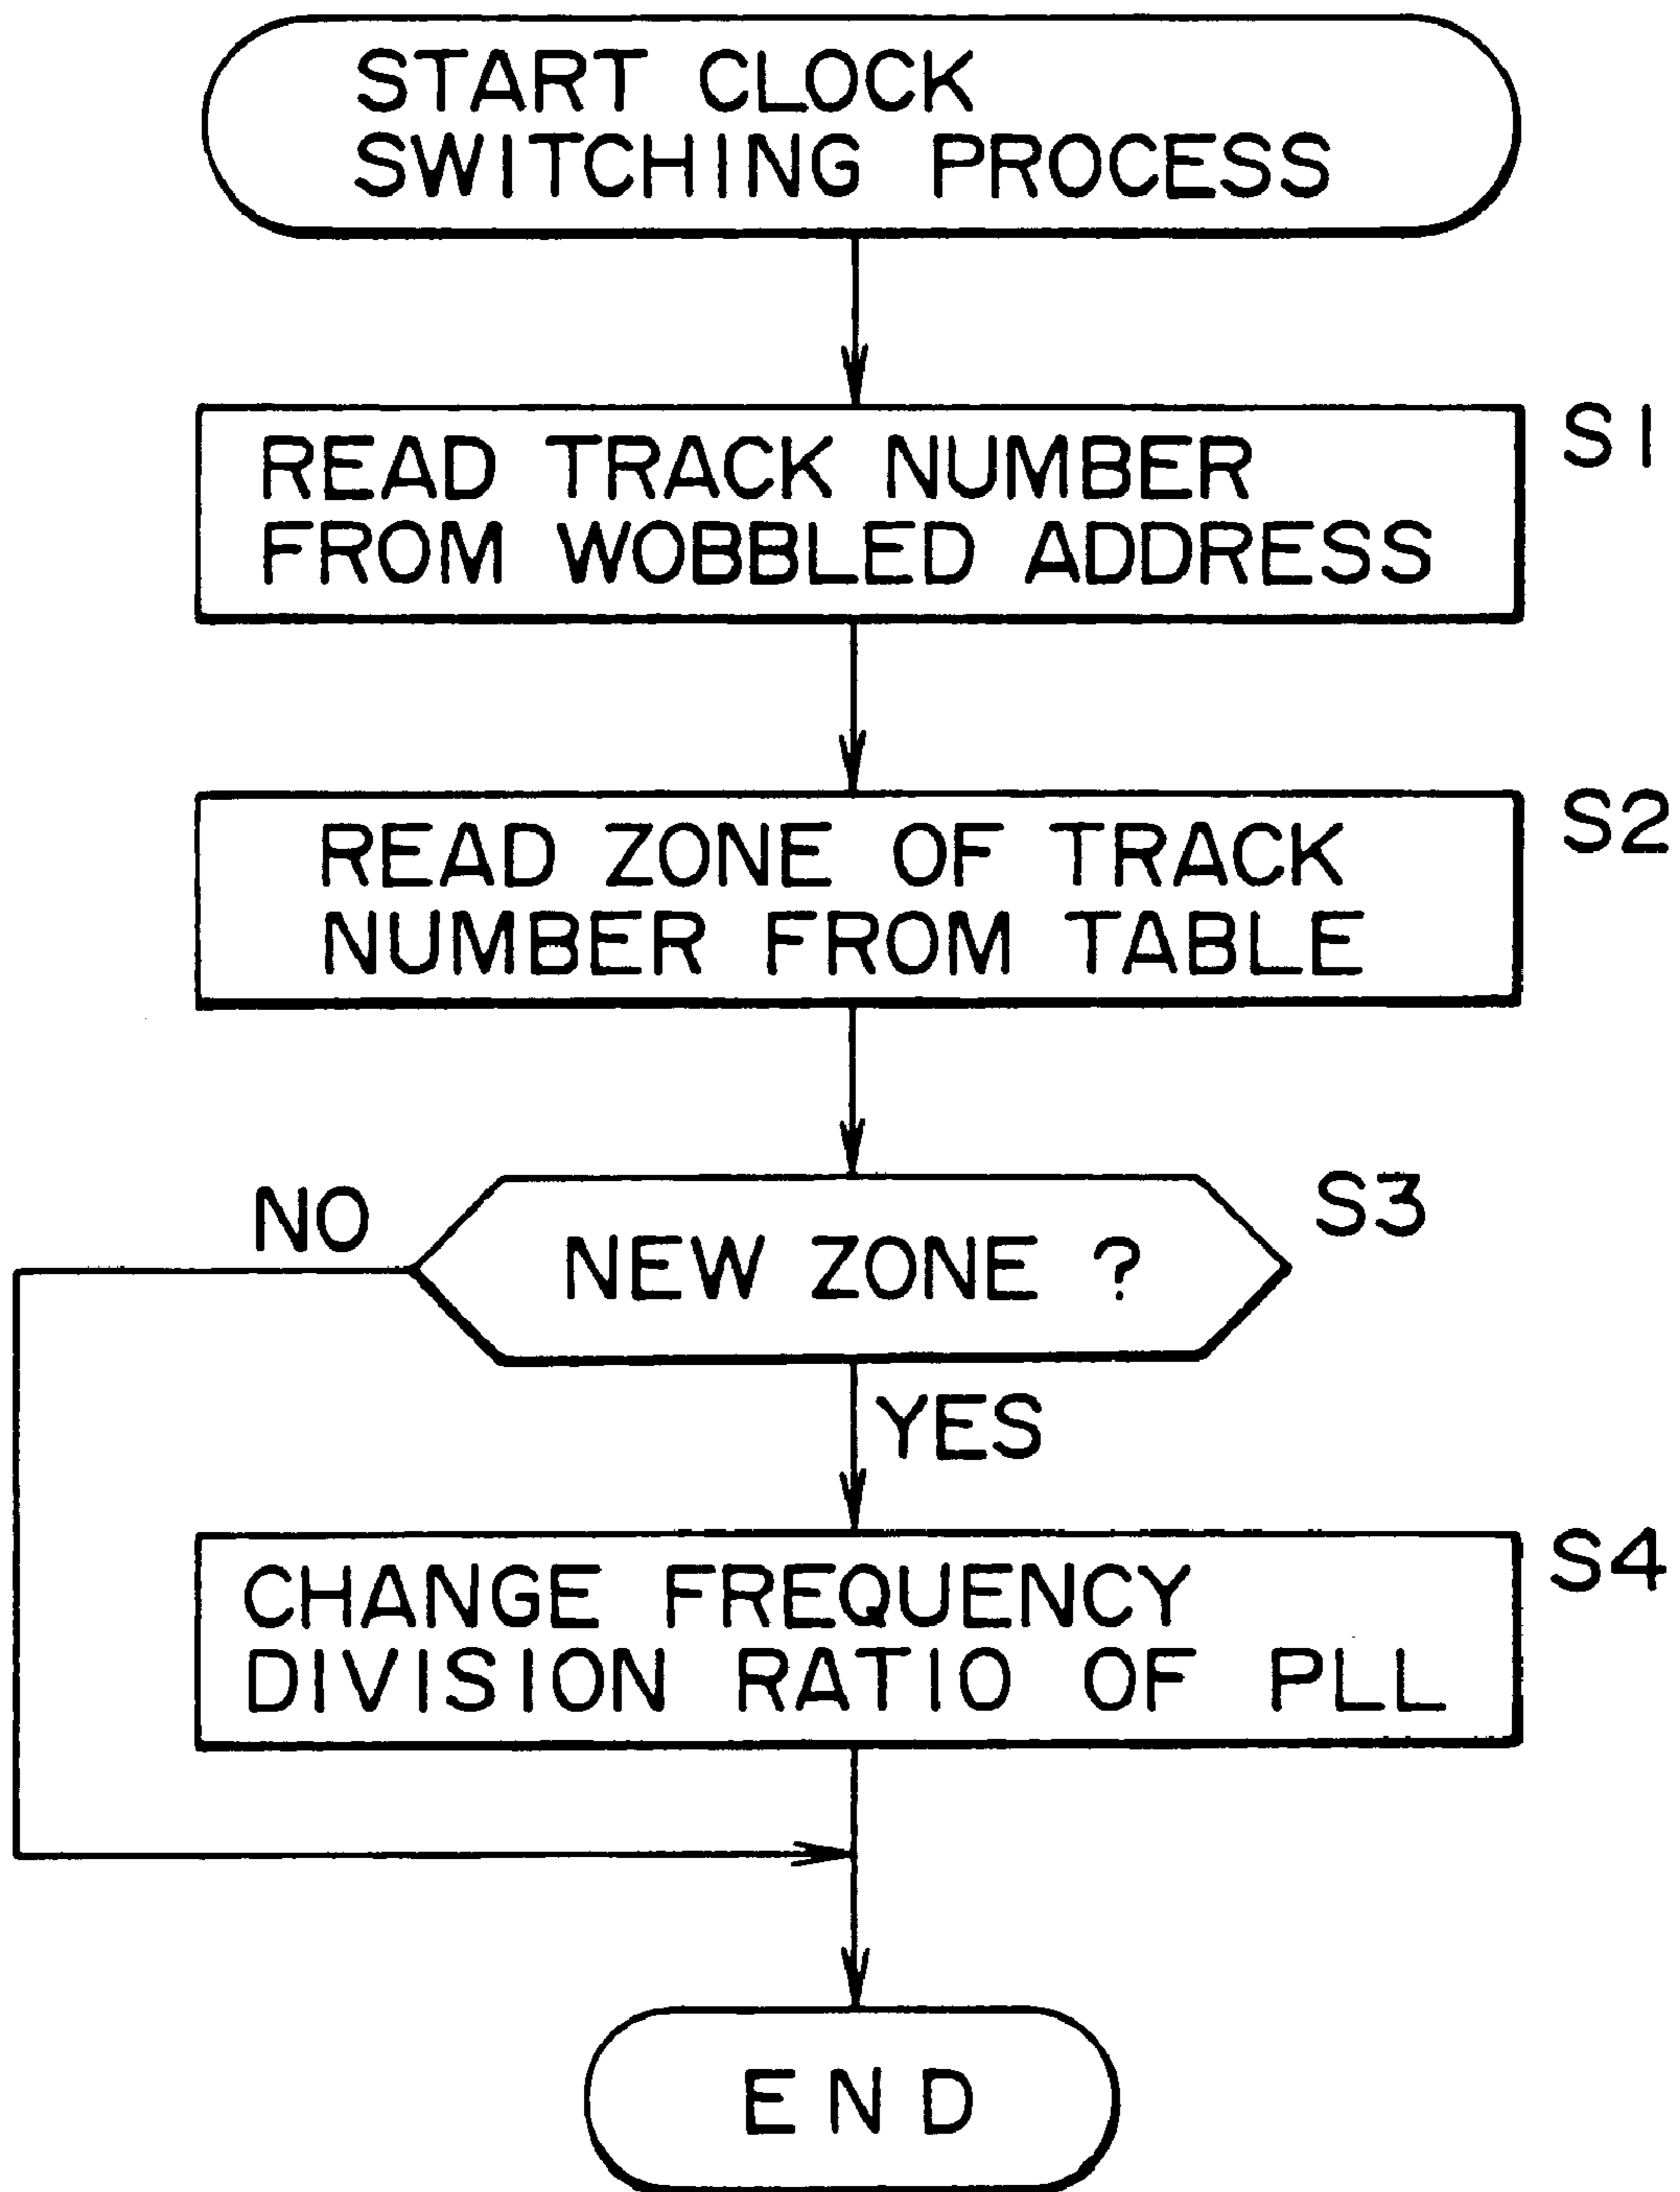 START CLOCK
SWITCHING PROCESS
READ TRACK NUMBER
FROM WOBBLED ADDRESS
S1
READ ZONE OF TRACK
NUMBER FROM TABLE
S2
NO
NEW ZONE ?
S3
YES
CHANGE FREQUENCY
DIVISION RATIO OF PLL
S4
END